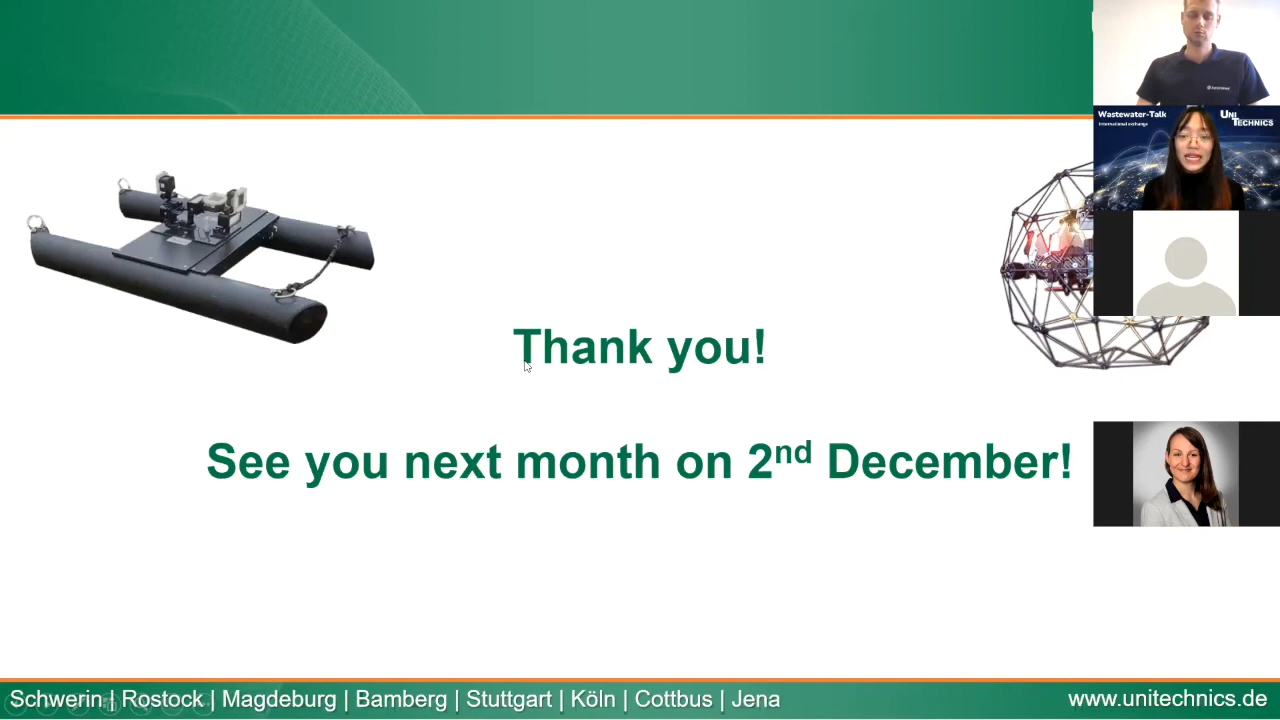 Wastewater-Talk
International exchange
UNI
TECHNICS
Thank you!
See you next month on 2nd December!
Schwerin | Rostock | Magdeburg | Bamberg | Stuttgart | Köln | Cottbus | Jena
www.unitechnics.de